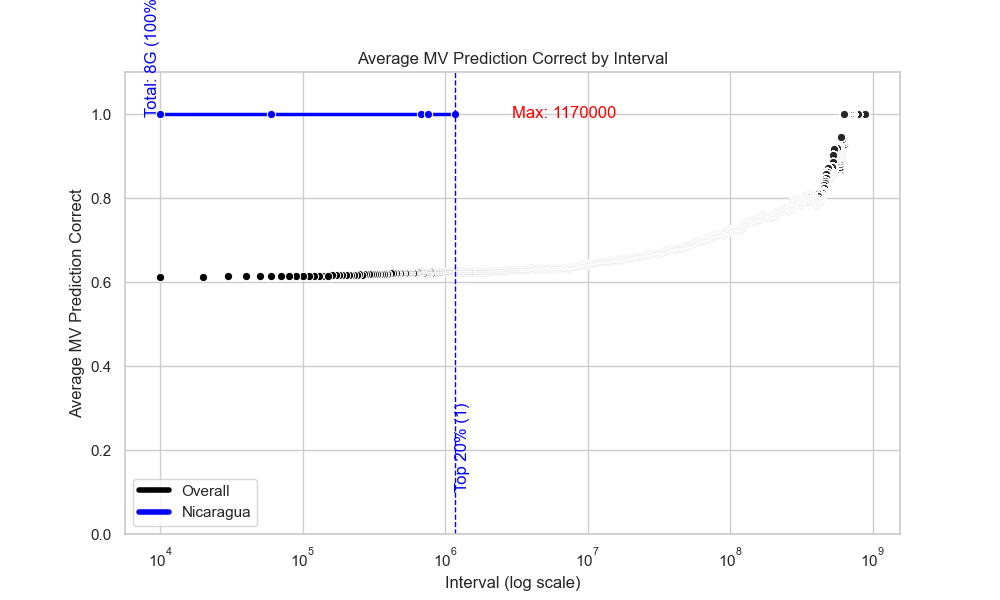 Average MV Prediction Correct by Interval
Total: 8G (100%
Max: 1170000
Top 20% (1)
Average MV Prediction Correct
1.0
0.8
0.6
0.4
0.2
0.0
Overall
Nicaragua
10^4 10^5 10^6 10^7 10^8 10^9
Interval (log scale)